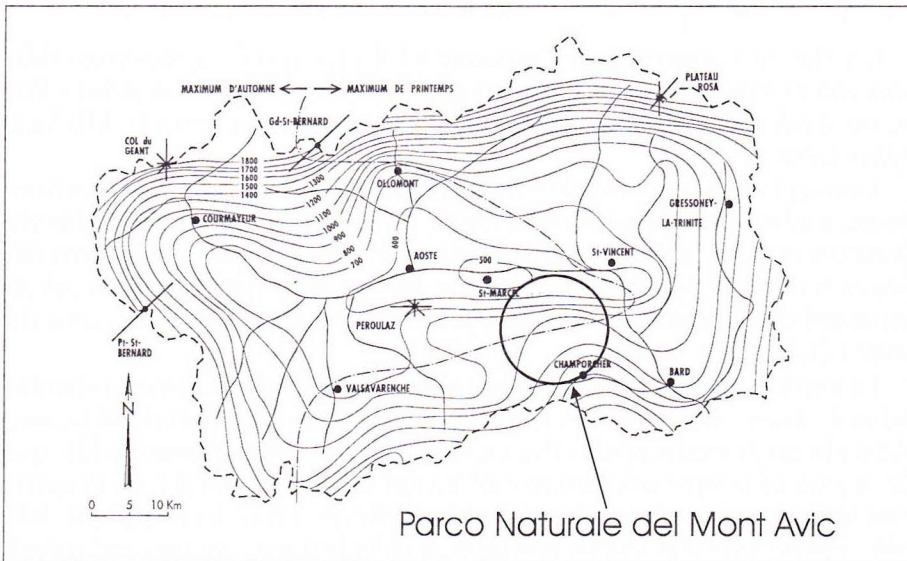 MAXIMUM D'AUTOMNE
MAXIMUM DE PRINTEMPS
PLATEAU
ROSA
Gd-St-BERNARD
COL du
GEANT
1800
1700
1600
1500
1400
1300
1200
1100
1000
900
800
700
600
OLLOMONT
COURMAYEUR
GRESSONEY-
LA-TRINITE
AOSTE
500
St-VINCENT
St-MARCEL
PEROULAZ
Pt-St-
BERNARD
CHAMPORCHER
BARD
VALSAVARENCHE
N
0 5 10 Km
Parco Naturale del Mont Avic